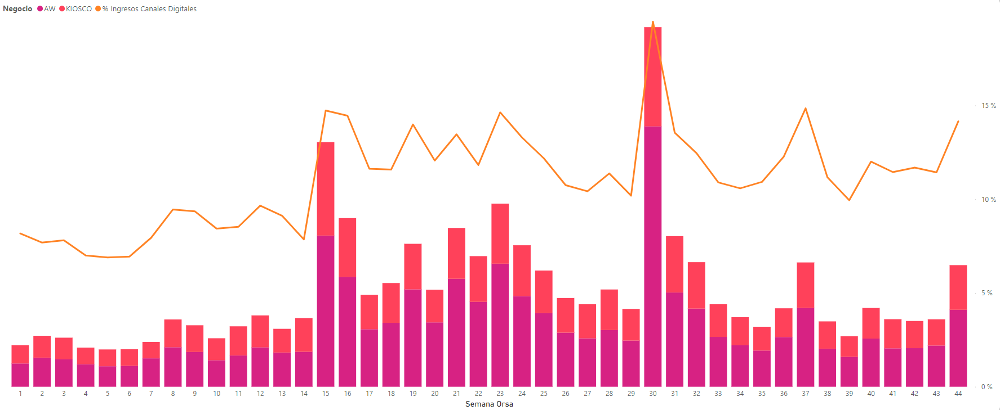 Negocio AW KIOSCO % Ingresos Canales Digitales
15 %
10 %
5 %
0 %
1 2 3 4 5 6 7 8 9 10 11 12 13 14 15 16 17 18 19 20 21 22 23 24 25 26 27 28 29 30 31 32 33 34 35 36 37 38 39 40 41 42 43 44
Semana Orsa